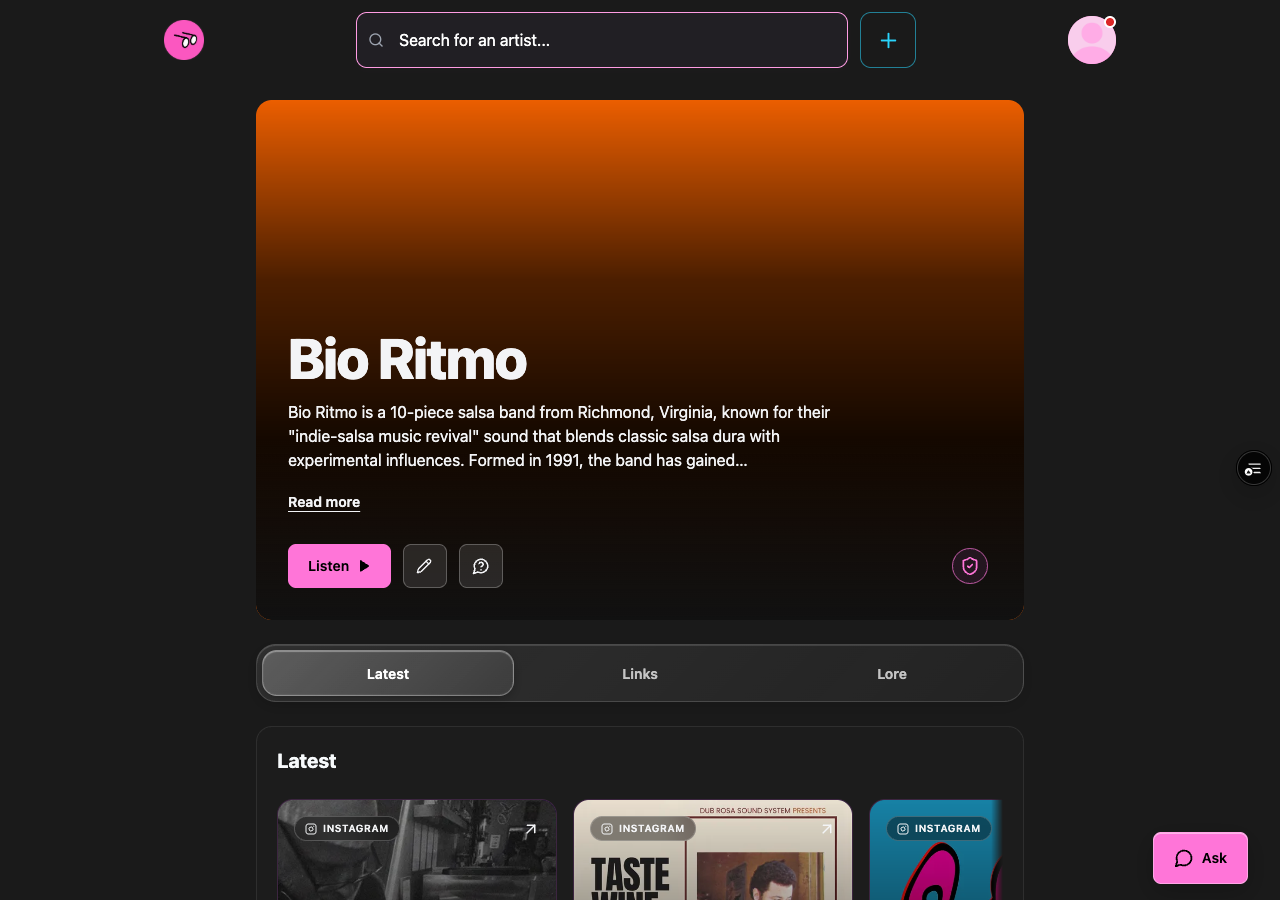 Search for an artist...
Bio Ritmo
Bio Ritmo is a 10-piece salsa band from Richmond, Virginia, known for their
"indie-salsa music revival" sound that blends classic salsa dura with
experimental influences. Formed in 1991, the band has gained...
Read more
Listen
Latest
Links
Lore
Latest
INSTAGRAM
DUB ROSA SOUND SYSTEM PRESENTS
INSTAGRAM
TASTE
WINE
INSTAGRAM
Ask